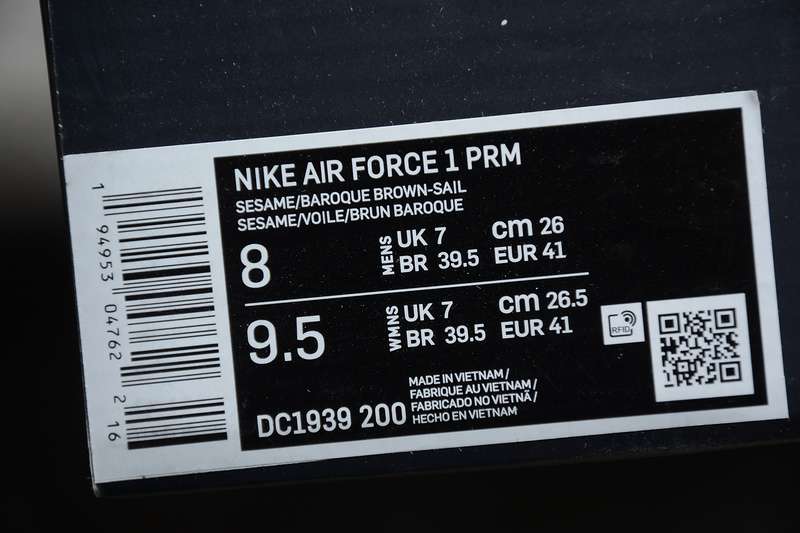 NIKE AIR FORCE 1 PRM
SESAME/BAROQUE BROWN-SAIL
SESAME/VOILE/BRUN BAROQUE
8
MENS
UK 7 cm 26
BR 39.5 EUR 41
9.5
WMNS
UK 7 cm 26.5
BR 39.5 EUR 41
RFID
DC1939 200
MADE IN VIETNAM /
FABRIQUE AU VIETNAM /
FABRICADO NO VIETNÃ /
HECHO EN VIETNAM
1 94953 04762 2 16